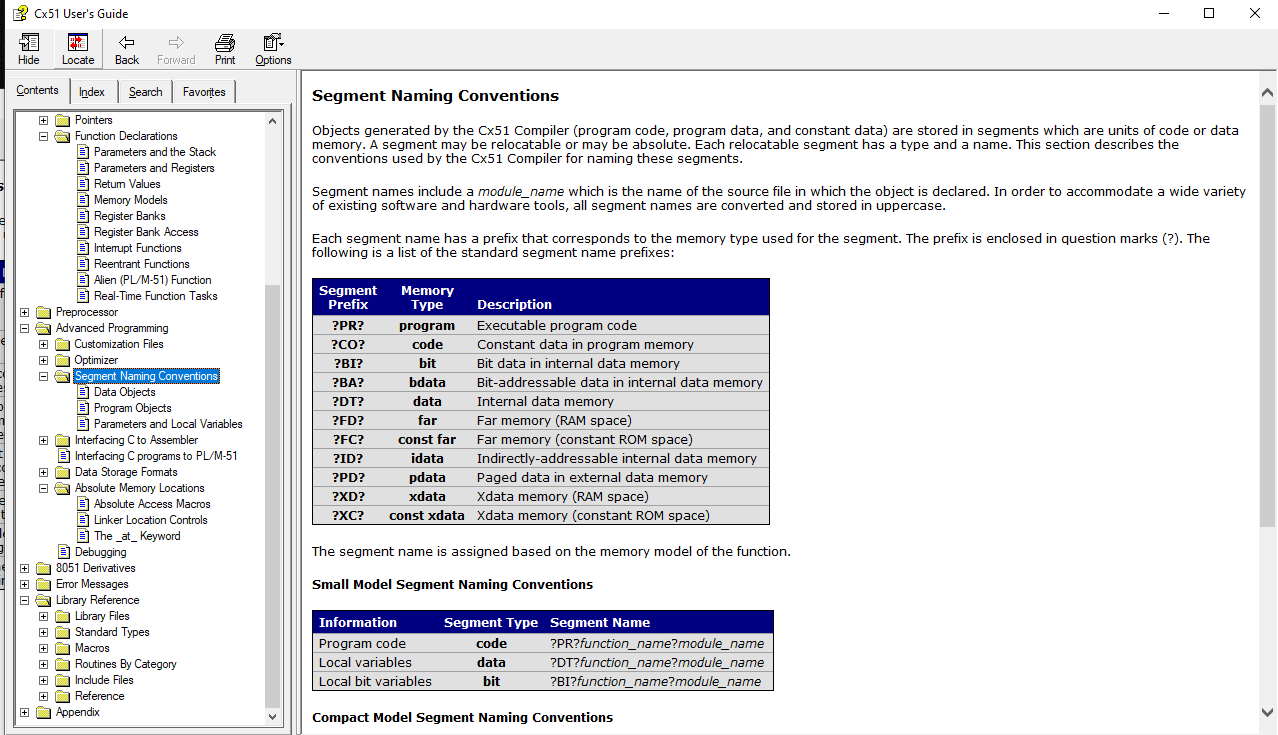 Cx51 User's Guide
Hide
Locate
Back
Forward
Print
Options
Contents
Index
Search
Favorites
Pointers
Function Declarations
Parameters and the Stack
Parameters and Registers
Return Values
Memory Models
Register Banks
Register Bank Access
Interrupt Functions
Reentrant Functions
Alien (PL/M-51) Function
Real-Time Function Tasks
Preprocessor
Advanced Programming
Customization Files
Optimizer
Segment Naming Conventions
Data Objects
Program Objects
Parameters and Local Variables
Interfacing C to Assembler
Interfacing C programs to PL/M-51
Data Storage Formats
Absolute Memory Locations
Absolute Access Macros
Linker Location Controls
The _at_ Keyword
Debugging
8051 Derivatives
Error Messages
Library Reference
Library Files
Standard Types
Macros
Routines By Category
Include Files
Reference
Appendix
Segment Naming Conventions
Objects generated by the Cx51 Compiler (program code, program data, and constant data) are stored in segments which are units of code or data
memory. A segment may be relocatable or may be absolute. Each relocatable segment has a type and a name. This section describes the
conventions used by the Cx51 Compiler for naming these segments.
Segment names include a module_name which is the name of the source file in which the object is declared. In order to accommodate a wide variety
of existing software and hardware tools, all segment names are converted and stored in uppercase.
Each segment name has a prefix that corresponds to the memory type used for the segment. The prefix is enclosed in question marks (?). The
following is a list of the standard segment name prefixes:
Segment Prefix Memory Type Description
?PR? program Executable program code
?CO? code Constant data in program memory
?BI? bit Bit data in internal data memory
?BA? bdata Bit-addressable data in internal data memory
?DT? data Internal data memory
?FD? far Far memory (RAM space)
?FC? const far Far memory (constant ROM space)
?ID? idata Indirectly-addressable internal data memory
?PD? pdata Paged data in external data memory
?XD? xdata Xdata memory (RAM space)
?XC? const xdata Xdata memory (constant ROM space)
The segment name is assigned based on the memory model of the function.
Small Model Segment Naming Conventions
Information Segment Type Segment Name
Program code code ?PR?function_name?module_name
Local variables data ?DT?function_name?module_name
Local bit variables bit ?BI?function_name?module_name
Compact Model Segment Naming Conventions